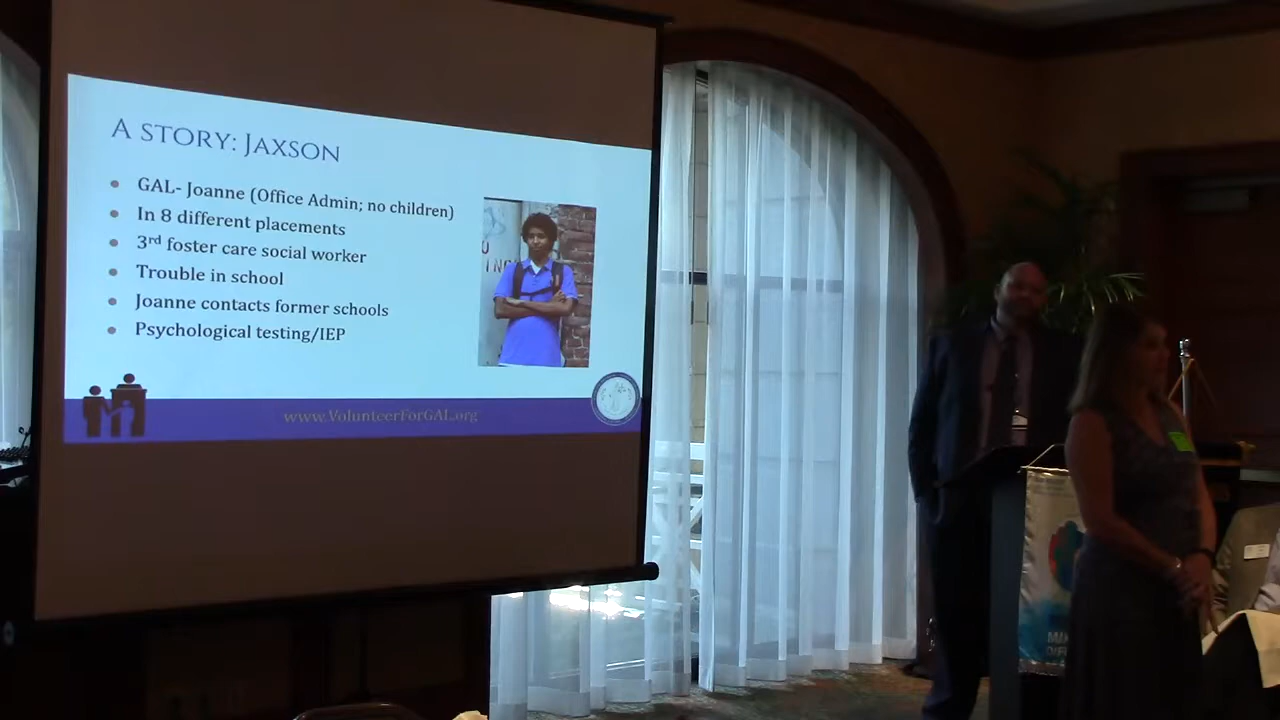 A STORY: JAXSON
GAL- Joanne (Office Admin; no children)
In 8 different placements
3rd foster care social worker
Trouble in school
Joanne contacts former schools
Psychological testing/IEP
www.VolunteerForGAL.org